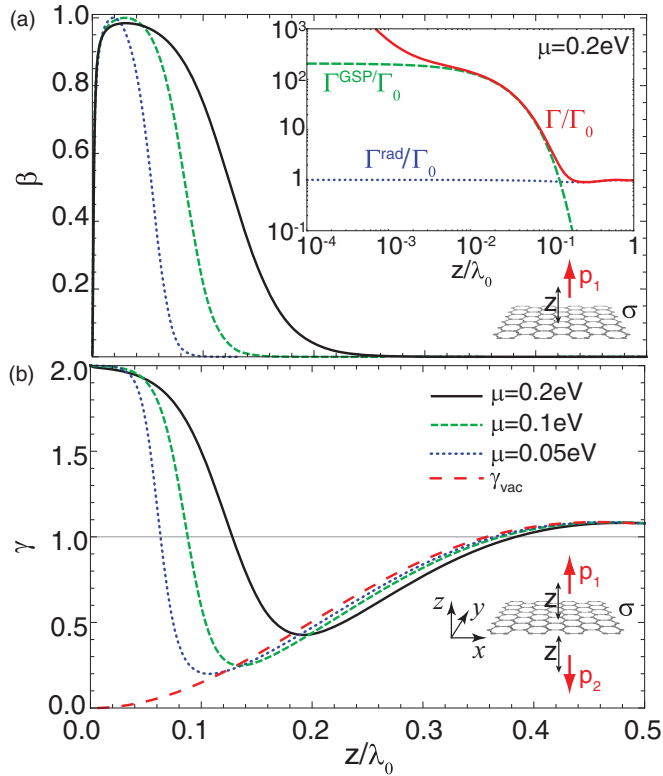 (a)
1.0
0.8
0.6
0.4
0.2
β
μ=0.2eV
10³
10²
10
1
10⁻¹
Γ^GSP/Γ₀
Γ/Γ₀
Γ^rad/Γ₀
10⁻⁴ 10⁻³ 10⁻² 10⁻¹ 1
z/λ₀
p₁
z
σ
(b)
2.0
1.5
1.0
0.5
0.0
γ
μ=0.2eV
μ=0.1eV
μ=0.05eV
γvac
p₁
z
σ
z
p₂
z
y
x
0.0 0.1 0.2 0.3 0.4 0.5
z/λ₀